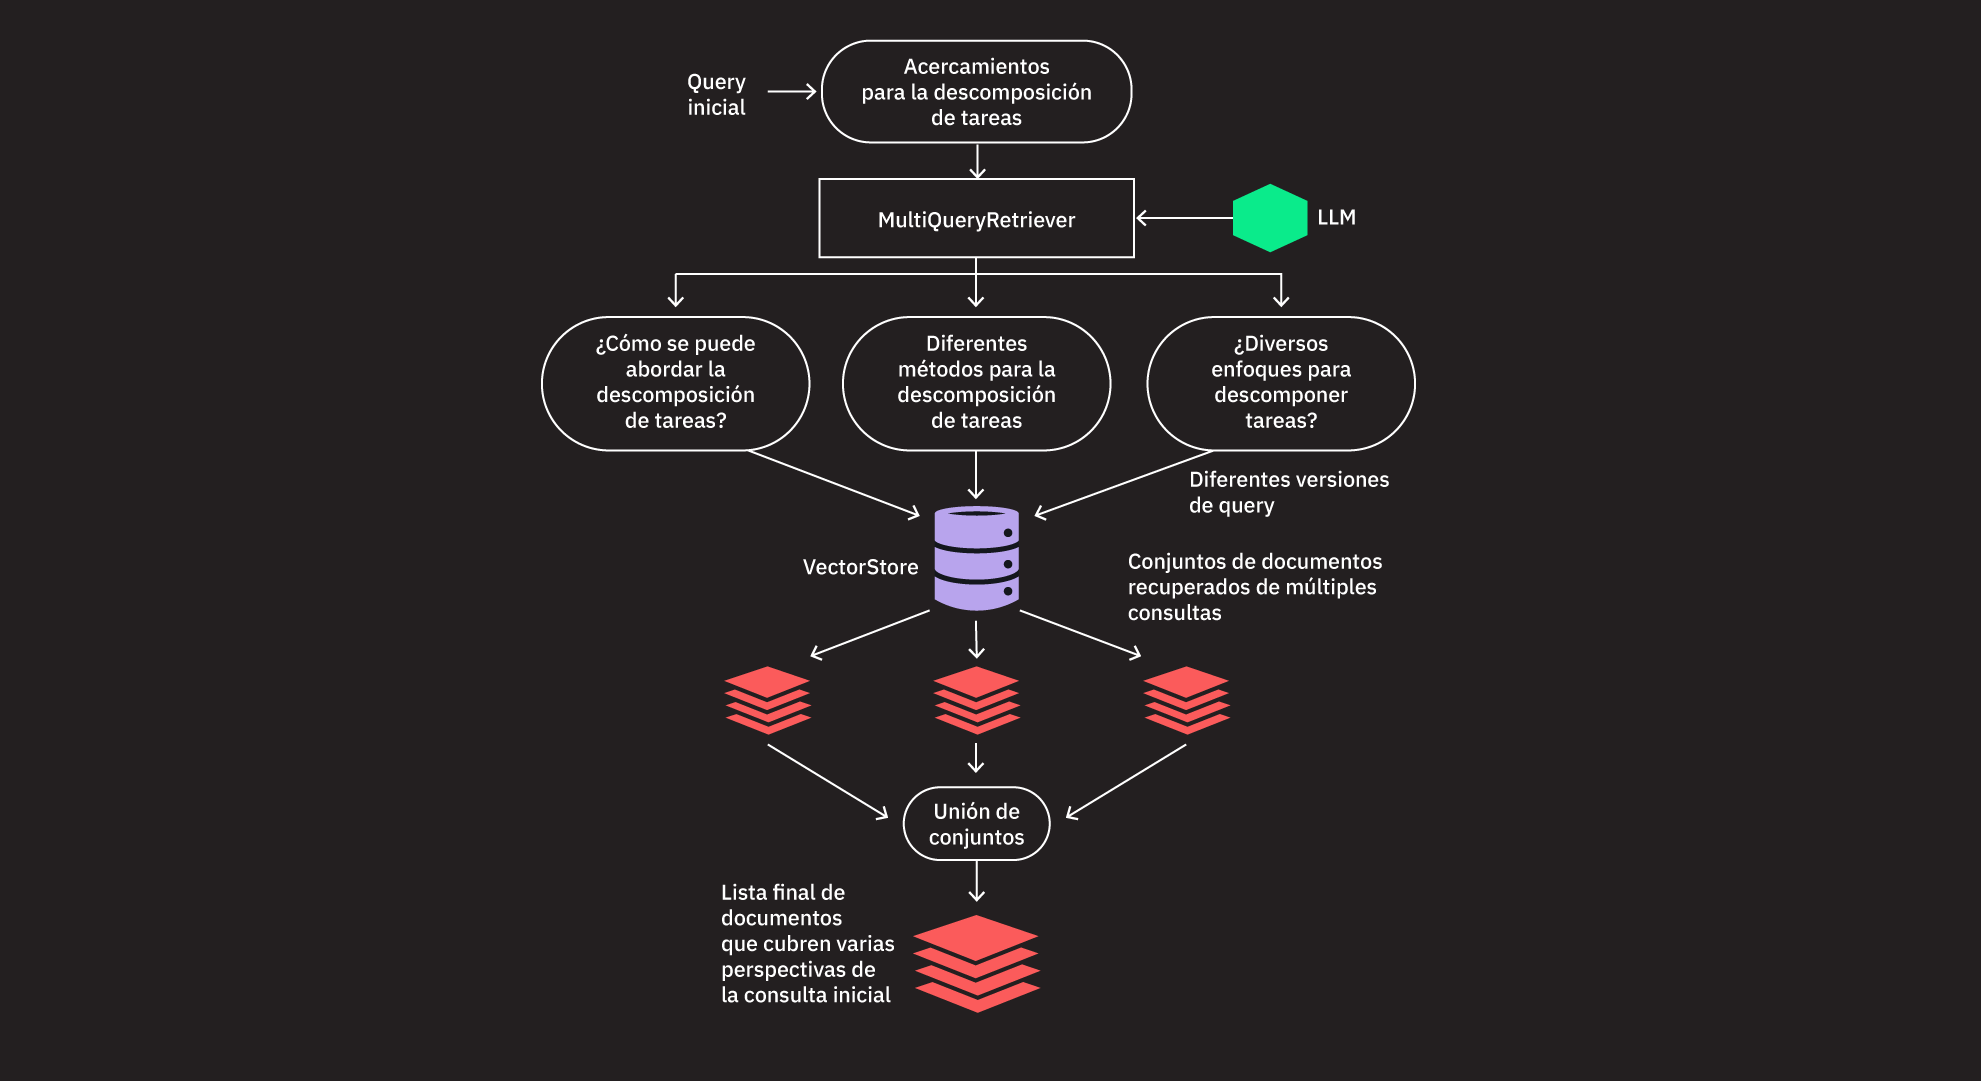 Query
inicial
Acercamientos
para la descomposición
de tareas
MultiQueryRetriever
LLM
¿Cómo se puede
abordar la
descomposición
de tareas?
Diferentes
métodos para la
descomposición
de tareas
¿Diversos
enfoques para
descomponer
tareas?
Diferentes versiones
de query
VectorStore
Conjuntos de documentos
recuperados de múltiples
consultas
Unión de
conjuntos
Lista final de
documentos
que cubren varias
perspectivas de
la consulta inicial